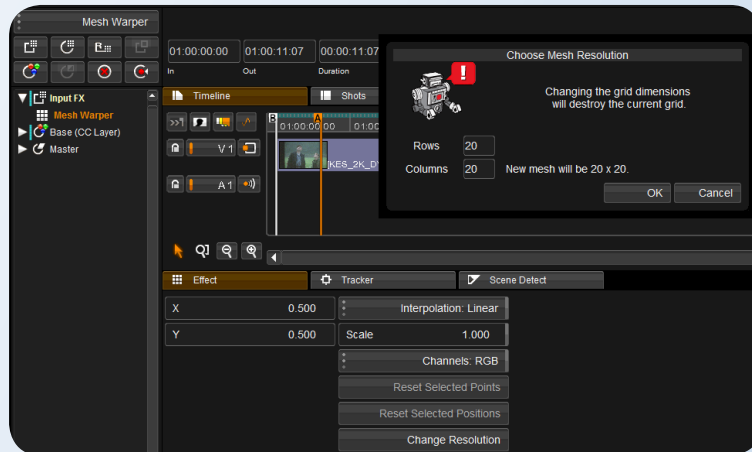 Mesh Warper
R
01:00:00:00 01:00:11:07 00:00:11:07
In Out Duration
Choose Mesh Resolution
!
Changing the grid dimensions
will destroy the current grid.
Rows 20
Columns 20 New mesh will be 20 x 20.
OK Cancel
Input FX
Mesh Warper
Base (CC Layer)
Master
Timeline Shots
B A
01:00:00:00 01:00
V 1
A 1
Effect Tracker Scene Detect
X 0.500 Interpolation: Linear
Y 0.500 Scale 1.000
Channels: RGB
Reset Selected Points
Reset Selected Positions
Change Resolution